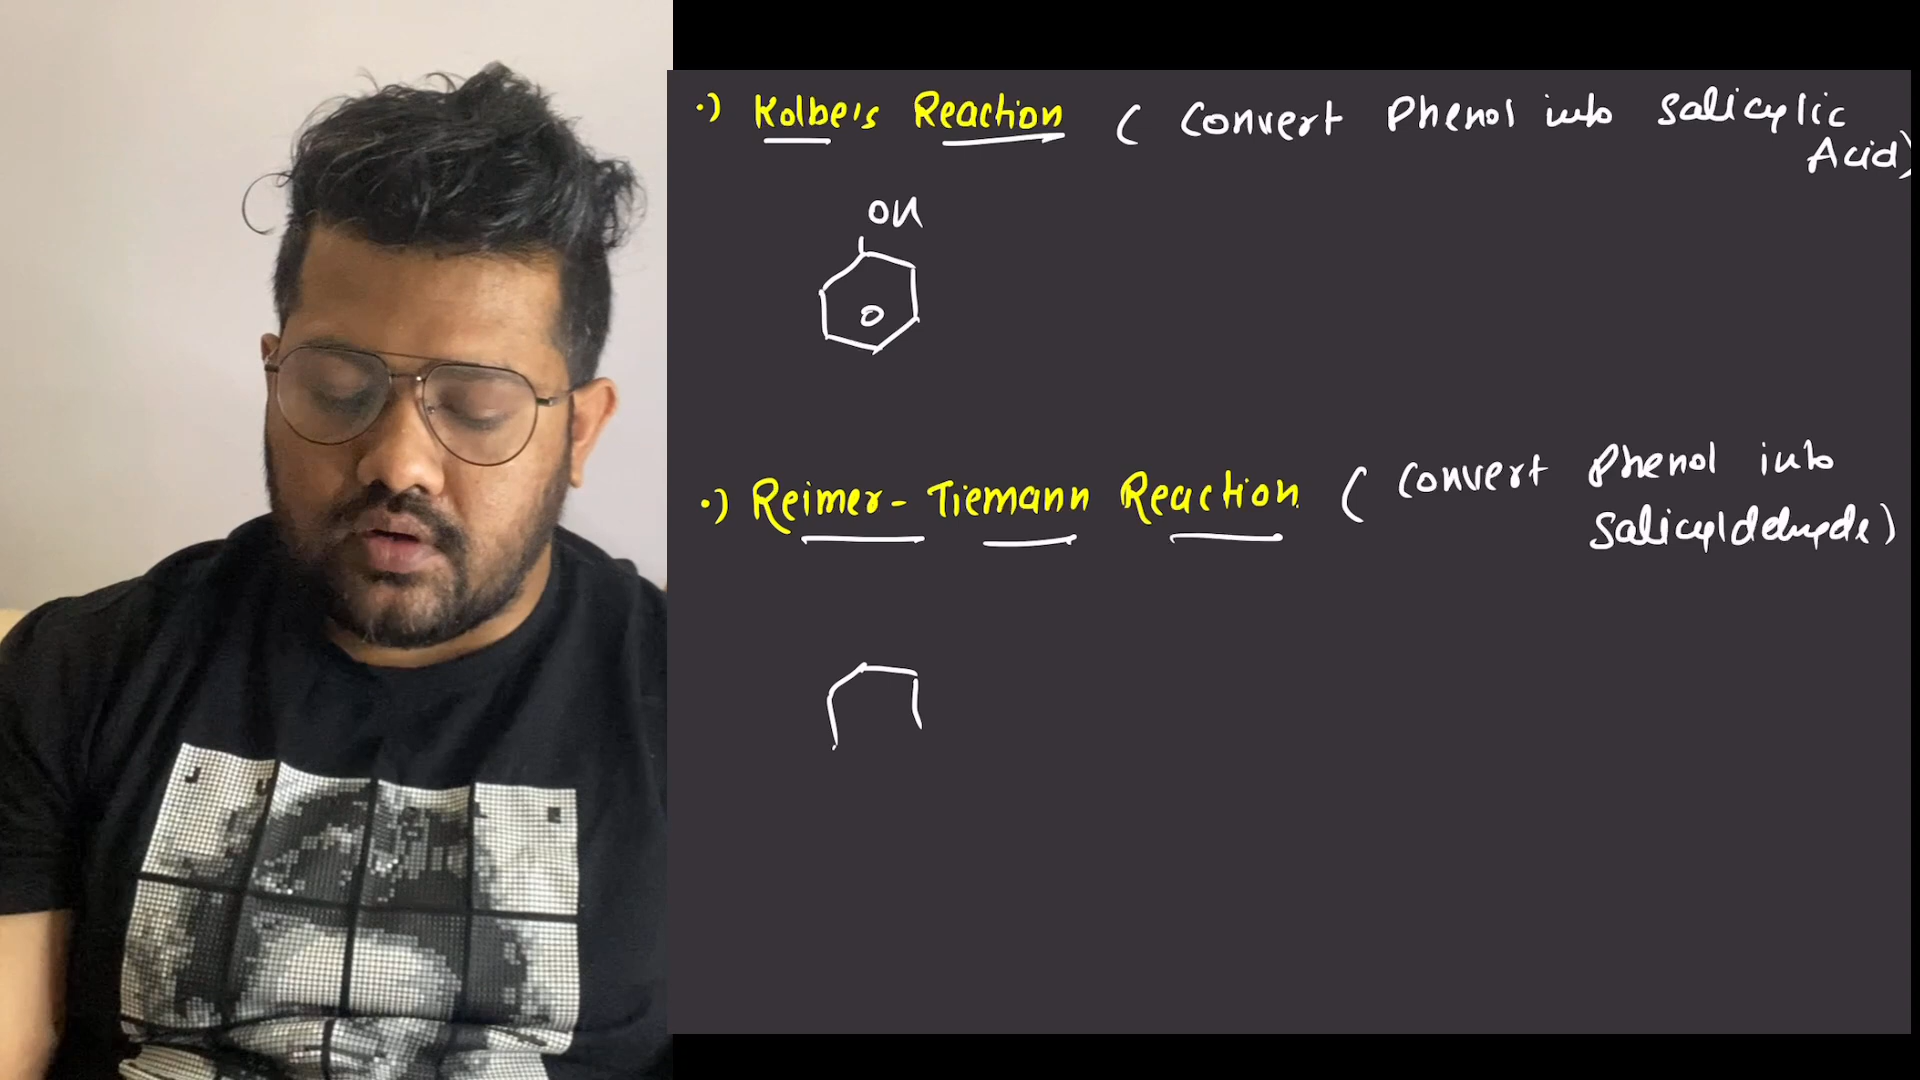 •) Kolbe's Reaction ( Convert Phenol into Salicylic
Acid)
OH
•) Reimer-Tiemann Reaction ( Convert Phenol into
Salicyldehyde)